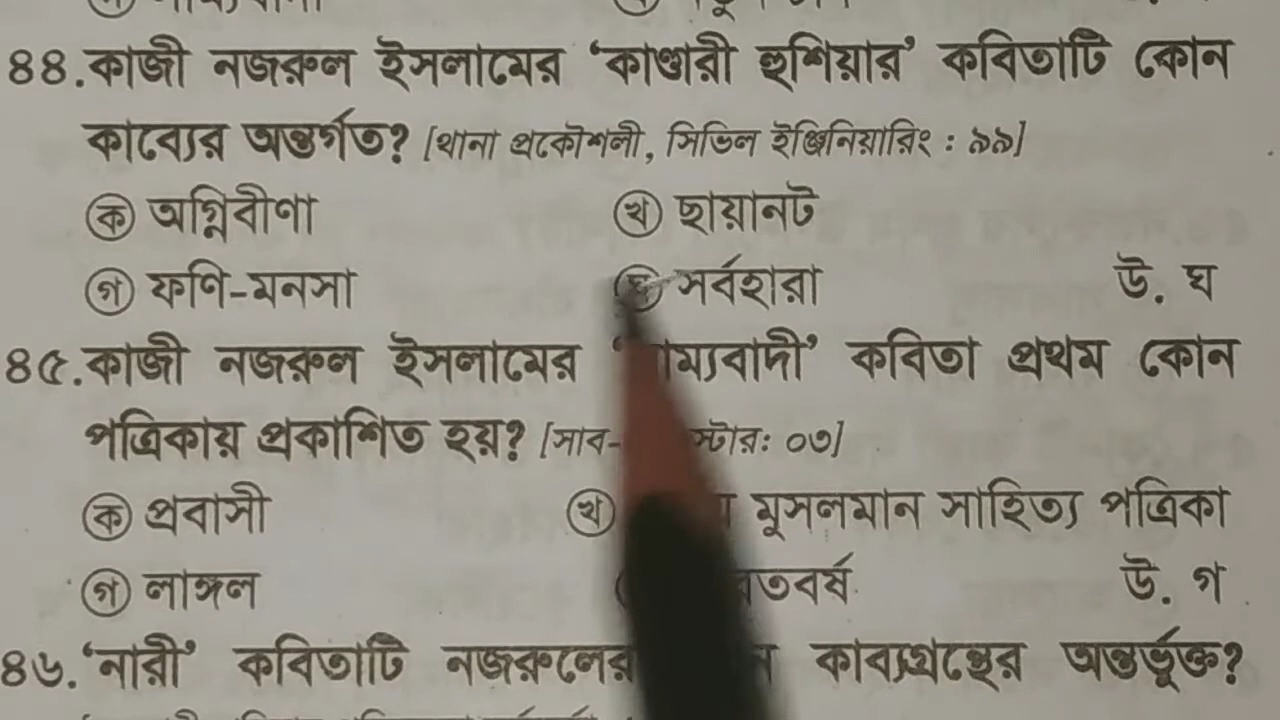 ৪৪. কাজী নজরুল ইসলামের ‘কাণ্ডারী হুশিয়ার’ কবিতাটি কোন
কাব্যের অন্তর্গত? [থানা প্রকৌশলী, সিভিল ইঞ্জিনিয়ারিং : ৯৯]
ক অগ্নিবীণা খ ছায়ানট
গ ফণি-মনসা ঘ সর্বহারা উ. ঘ
৪৫. কাজী নজরুল ইসলামের কবিতা প্রথম কোন
পত্রিকায় প্রকাশিত হয়? [সাব- : ০৩]
ক প্রবাসী খ মুসলমান সাহিত্য পত্রিকা
গ লাঙ্গল উ. গ
৪৬. ‘নারী’ কবিতাটি নজরুলের কাব্যগ্রন্থের অন্তর্ভুক্ত?